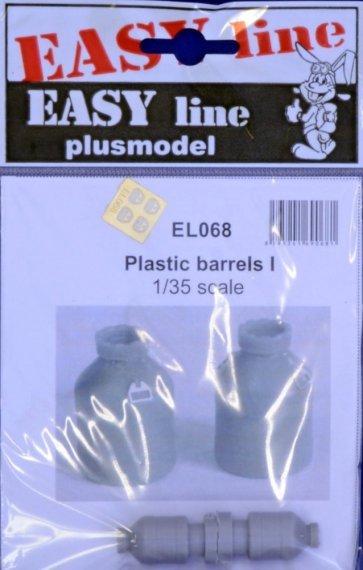 EASY line
EASY line
plusmodel
EL068
Plastic barrels I
1/35 scale